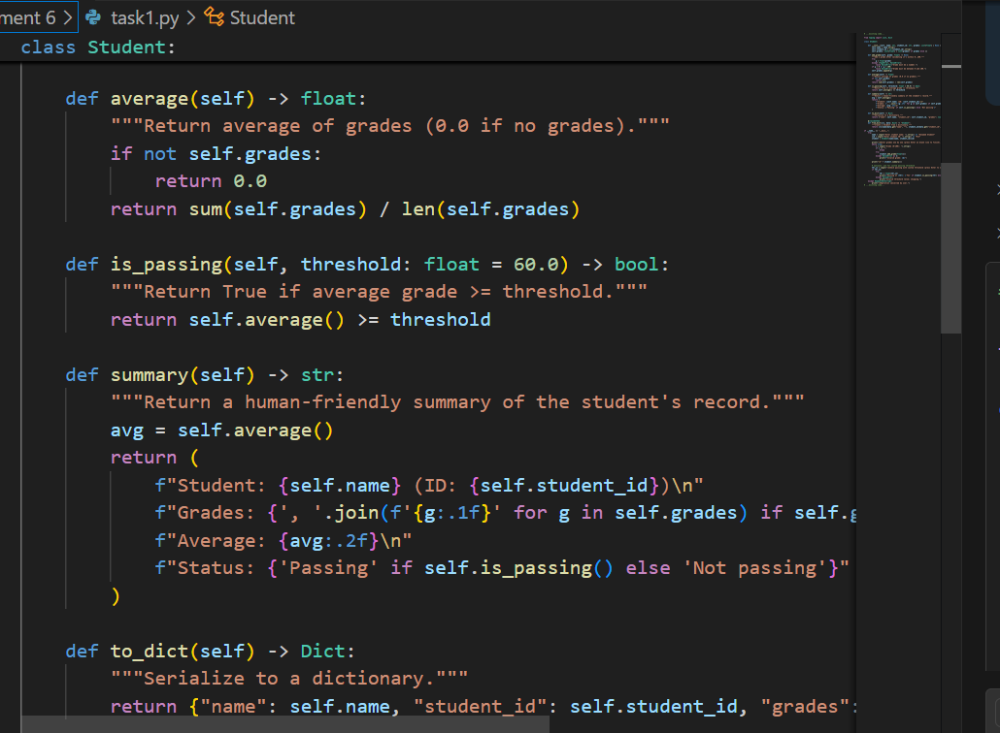 ment 6 > task1.py > Student
class Student:
    def average(self) -> float:
        """Return average of grades (0.0 if no grades)."""
        if not self.grades:
            return 0.0
        return sum(self.grades) / len(self.grades)
    def is_passing(self, threshold: float = 60.0) -> bool:
        """Return True if average grade >= threshold."""
        return self.average() >= threshold
    def summary(self) -> str:
        """Return a human-friendly summary of the student's record."""
        avg = self.average()
        return (
            f"Student: {self.name} (ID: {self.student_id})\n"
            f"Grades: {', '.join(f'{g:.1f}' for g in self.grades) if self.g
            f"Average: {avg:.2f}\n"
            f"Status: {'Passing' if self.is_passing() else 'Not passing'}"
        )
    def to_dict(self) -> Dict:
        """Serialize to a dictionary."""
        return {"name": self.name, "student_id": self.student_id, "grades":